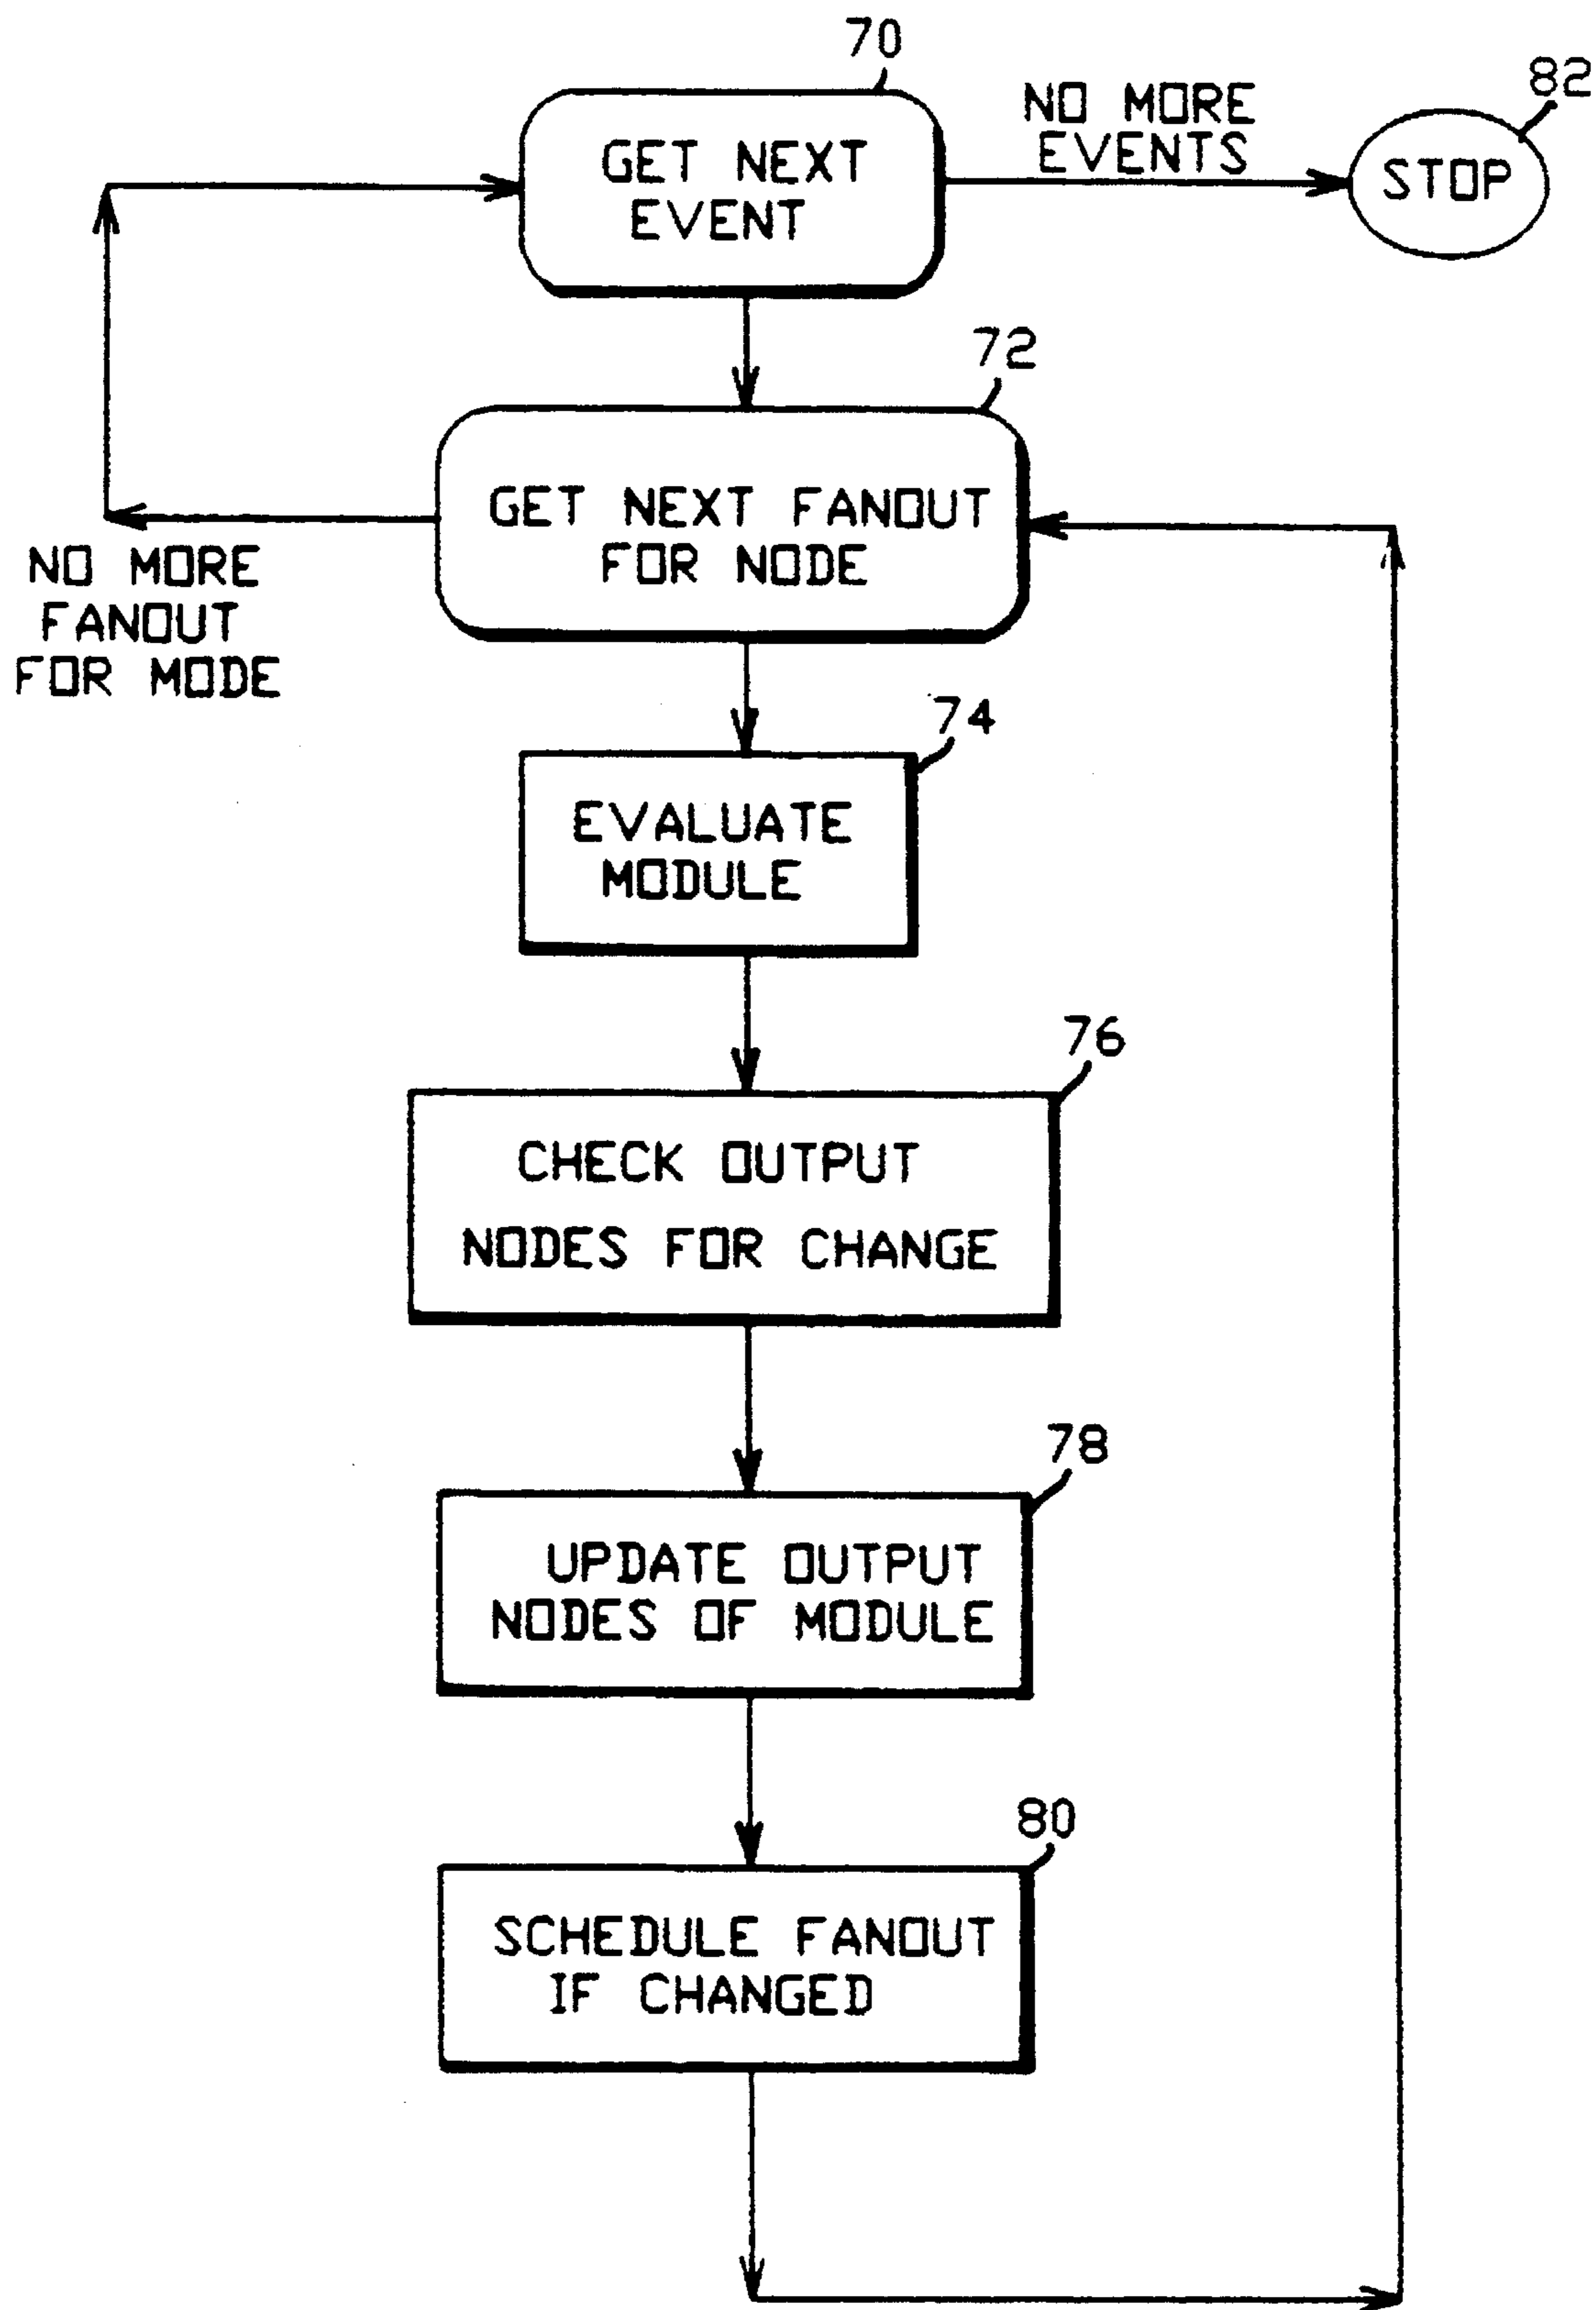 70
GET NEXT
EVENT
NO MORE
EVENTS
82
STOP
72
GET NEXT FANOUT
FOR NODE
NO MORE
FANOUT
FOR MODE
74
EVALUATE
MODULE
76
CHECK OUTPUT
NODES FOR CHANGE
78
UPDATE OUTPUT
NODES OF MODULE
80
SCHEDULE FANOUT
IF CHANGED